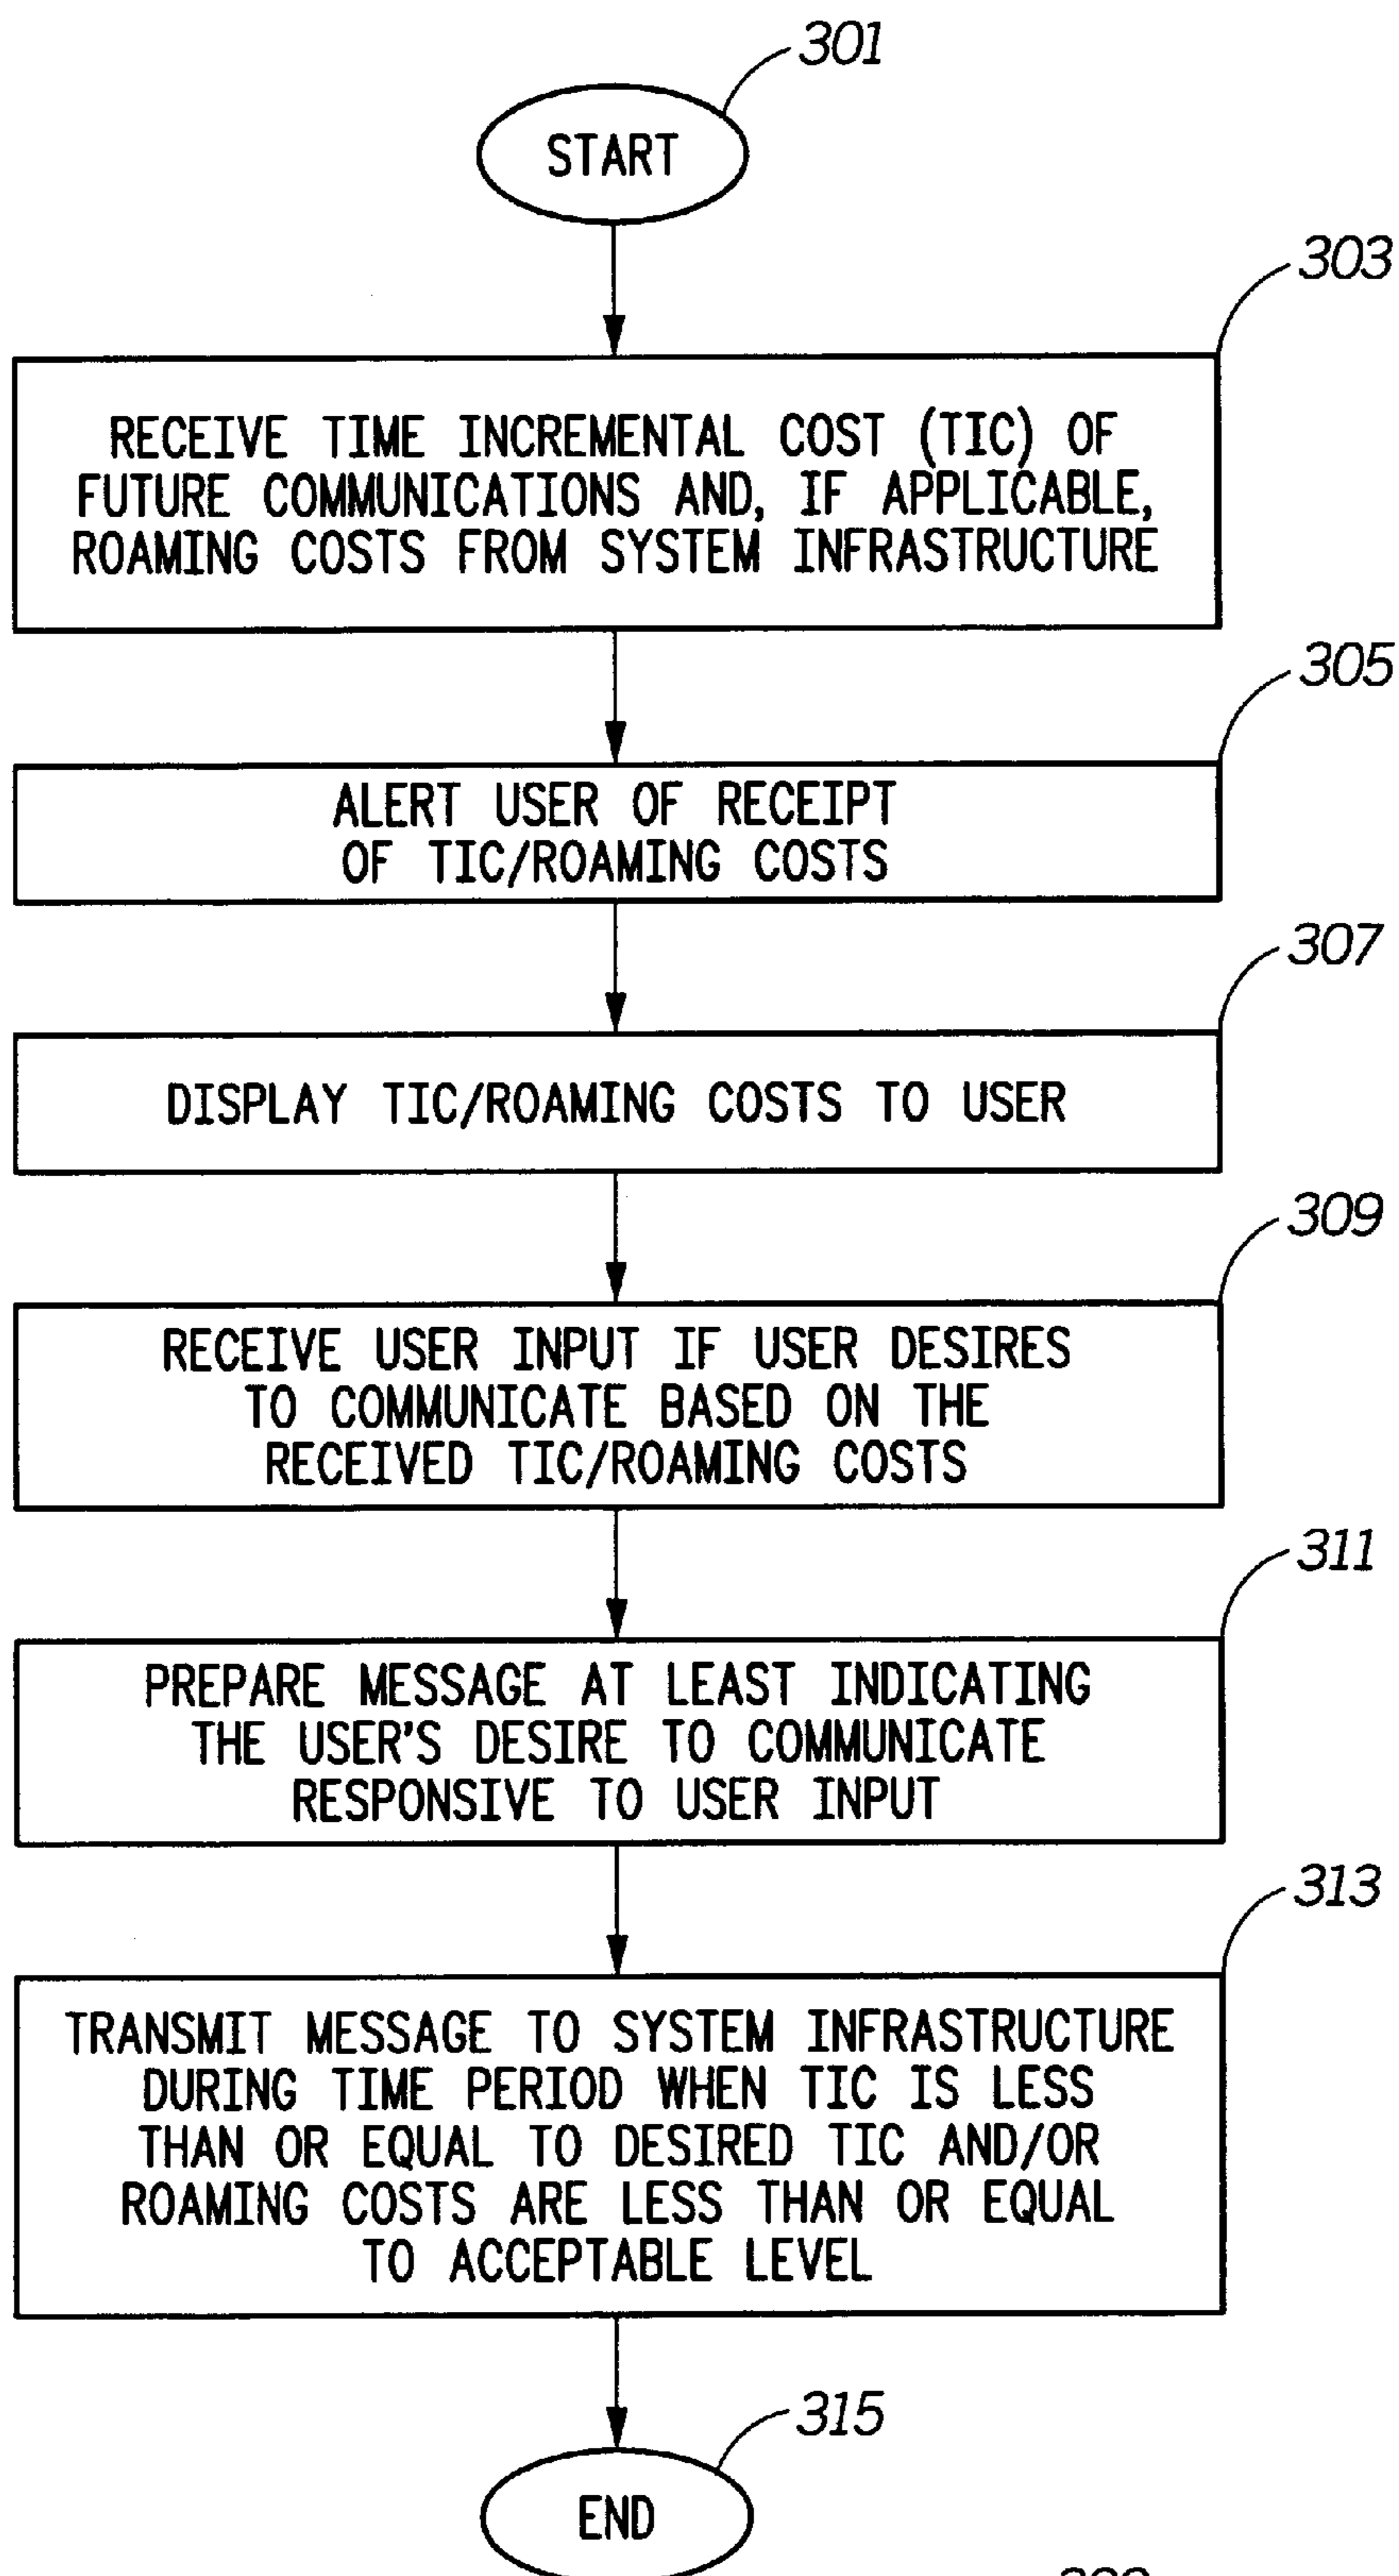 301
START
303
RECEIVE TIME INCREMENTAL COST (TIC) OF
FUTURE COMMUNICATIONS AND, IF APPLICABLE,
ROAMING COSTS FROM SYSTEM INFRASTRUCTURE
305
ALERT USER OF RECEIPT
OF TIC/ROAMING COSTS
307
DISPLAY TIC/ROAMING COSTS TO USER
309
RECEIVE USER INPUT IF USER DESIRES
TO COMMUNICATE BASED ON THE
RECEIVED TIC/ROAMING COSTS
311
PREPARE MESSAGE AT LEAST INDICATING
THE USER'S DESIRE TO COMMUNICATE
RESPONSIVE TO USER INPUT
313
TRANSMIT MESSAGE TO SYSTEM INFRASTRUCTURE
DURING TIME PERIOD WHEN TIC IS LESS
THAN OR EQUAL TO DESIRED TIC AND/OR
ROAMING COSTS ARE LESS THAN OR EQUAL
TO ACCEPTABLE LEVEL
315
END